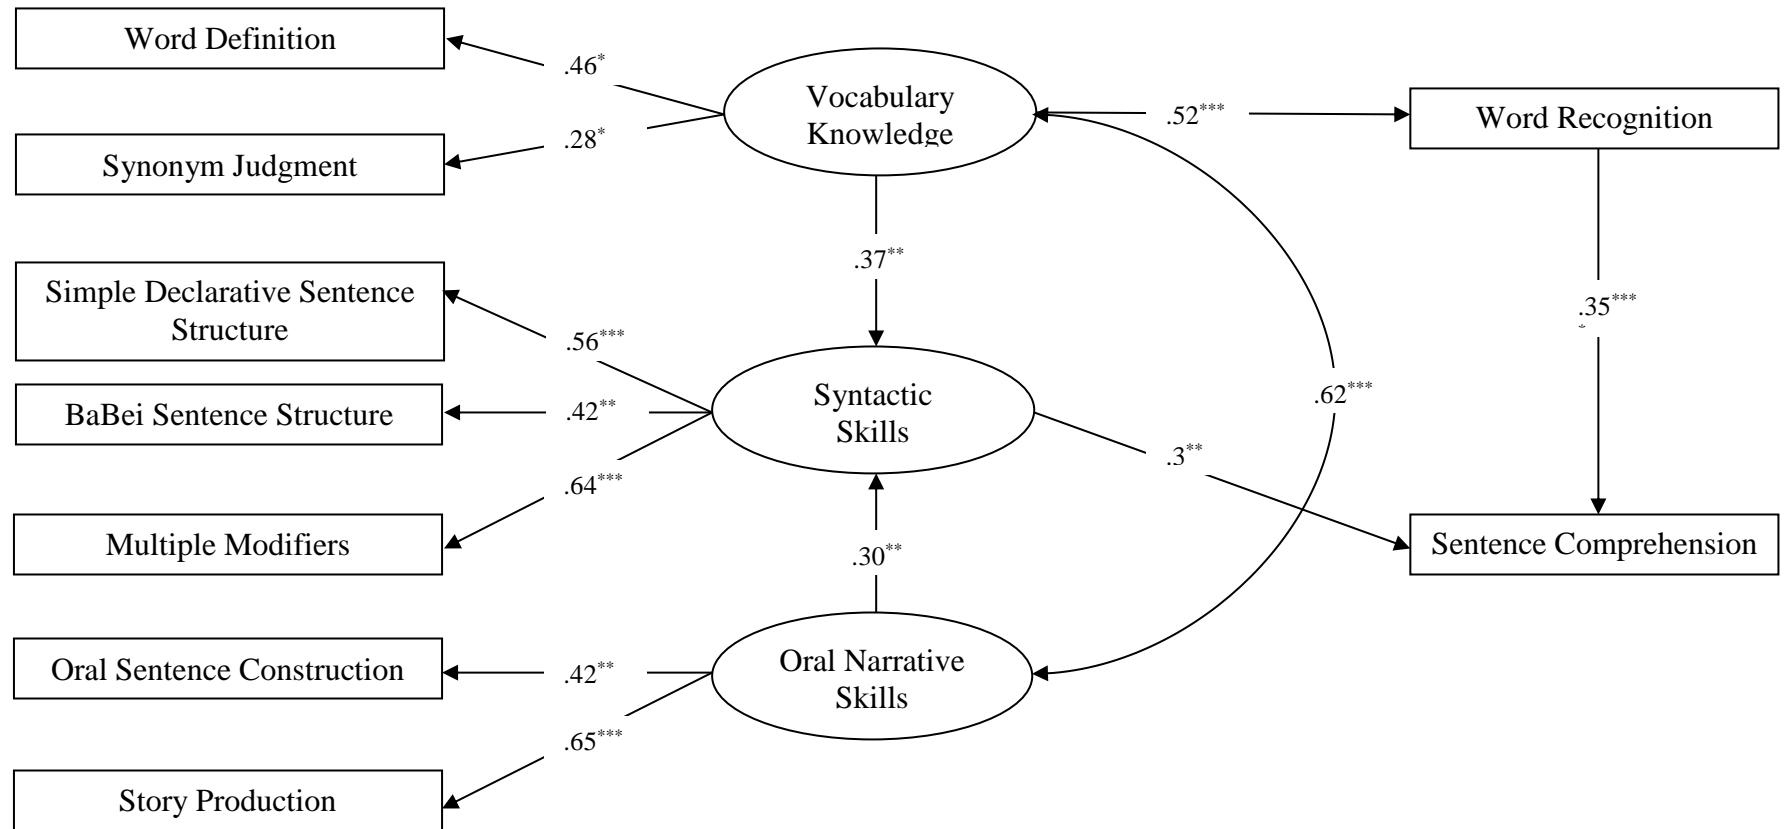 Word Definition
.46*
Vocabulary
Knowledge
.52***
Word Recognition
.28*
Synonym Judgment
.37**
Simple Declarative Sentence
Structure
.56***
.35***
*
Syntactic
Skills
.62***
BaBei Sentence Structure
.42**
.3**
.64***
Multiple Modifiers
.30**
Sentence Comprehension
Oral Sentence Construction
.42**
Oral Narrative
Skills
.65***
Story Production